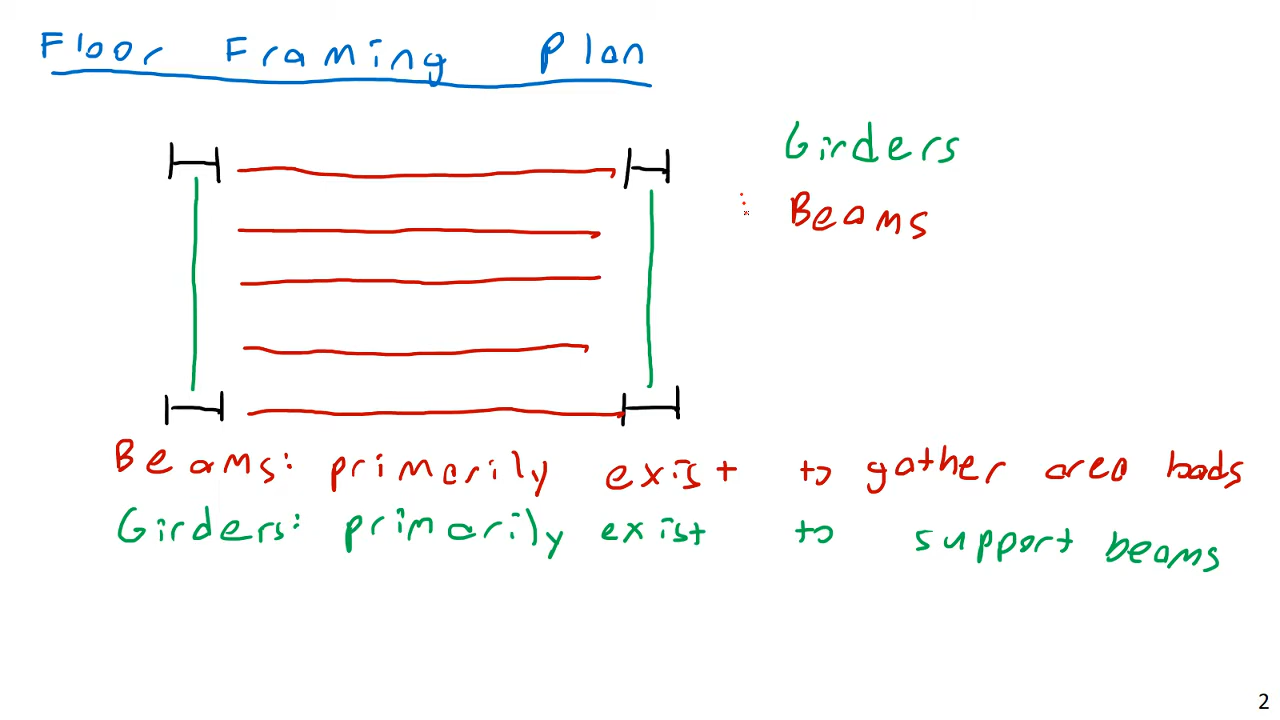 Floor Framing Plan
Girders
Beams
Beams: primarily exist to gather area loads
Girders: primarily exist to support beams
2